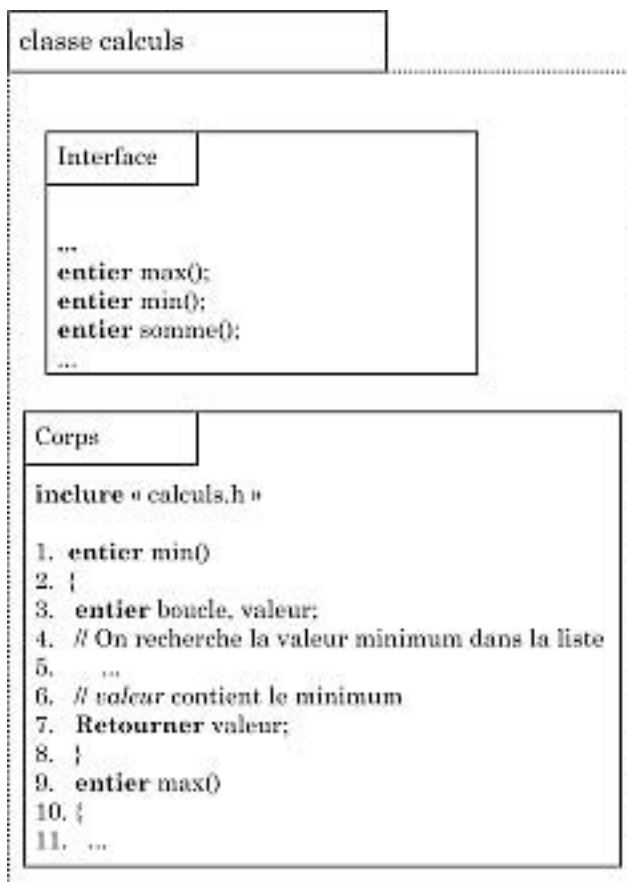 classe calculs
Interface
...
entier max();
entier min();
entier somme();
...
Corps
inclure « calculs.h »
1. entier min()
2. {
3. entier boucle, valeur;
4. // On recherche la valeur minimum dans la liste
5. ...
6. // valeur contient le minimum
7. Retourner valeur;
8. }
9. entier max()
10. {
11. ...